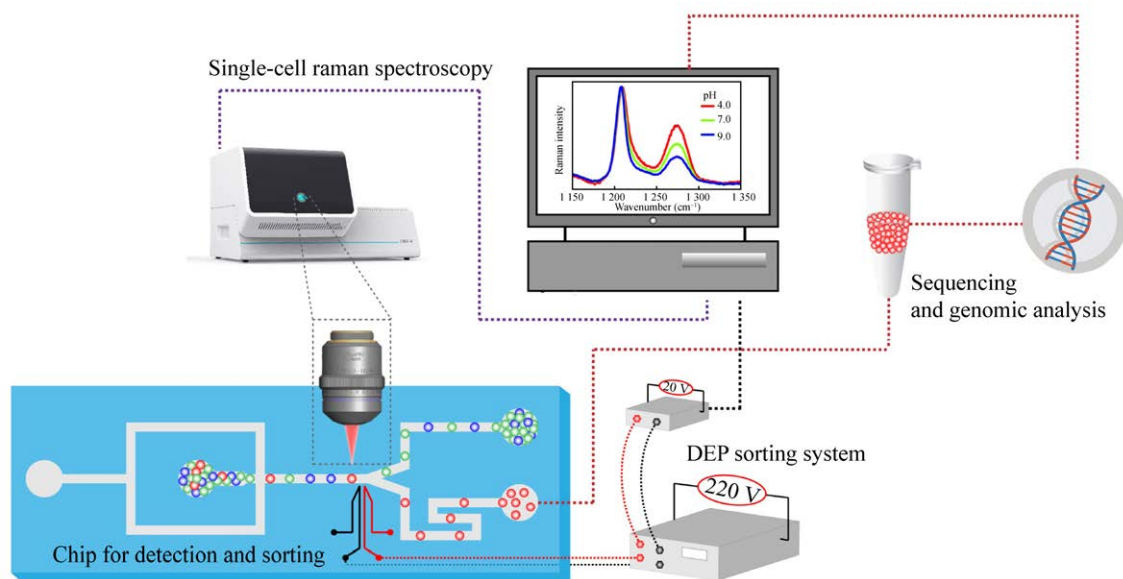 Single-cell raman spectroscopy
Raman intensity
pH
4.0
7.0
9.0
1 150
1 200
1 250
1 300
1 350
Wavenumber (cm⁻¹)
Sequencing
and genomic analysis
20 V
DEP sorting system
220 V
Chip for detection and sorting